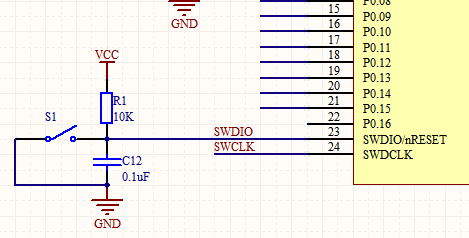 P0.08
15 P0.09
GND
16 P0.10
17 P0.11
VCC
18 P0.12
19 P0.13
20 P0.14
R1
21 P0.15
S1
10K
22 P0.16
SWDIO 23 SWDIO/nRESET
SWCLK 24 SWDCLK
C12
0.1uF
GND